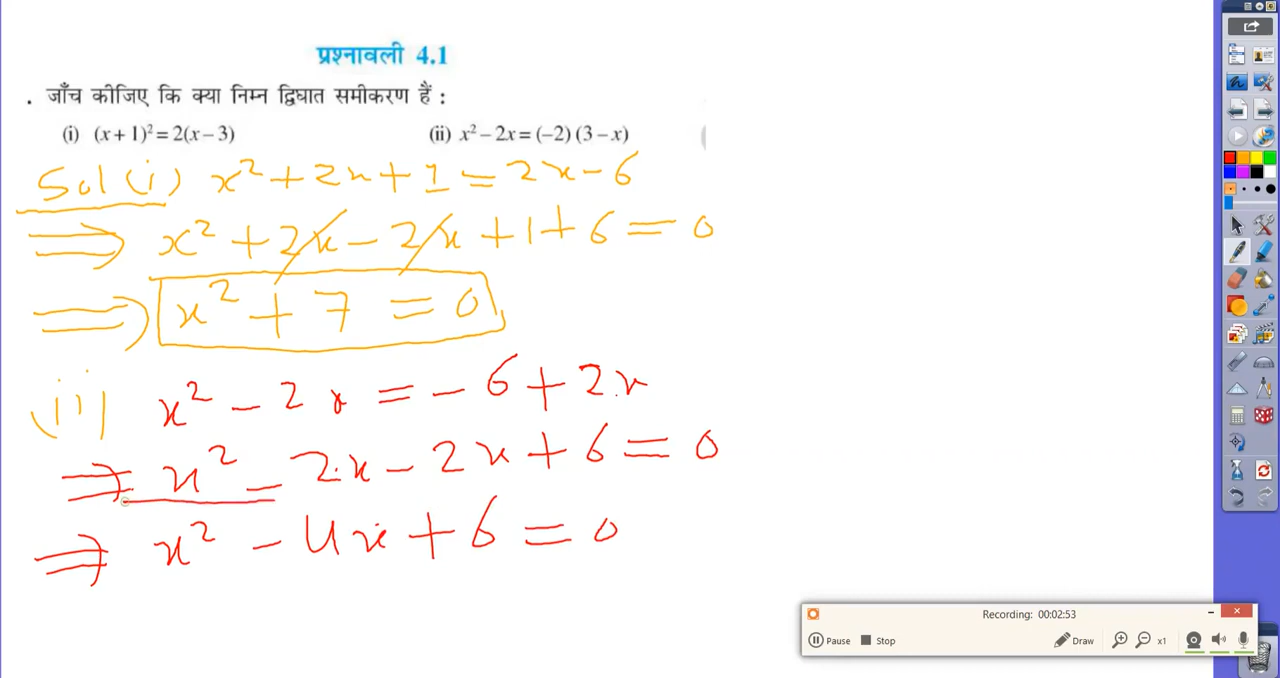 प्रश्नावली 4.1
. जाँच कीजिए कि क्या निम्न द्विघात समीकरण हैं :
(i) (x + 1)² = 2(x – 3) (ii) x² – 2x = (–2) (3 – x)
Sol (i) x² + 2x + 1 = 2x – 6
⇒ x² + 2x – 2x + 1 + 6 = 0
⇒ x² + 7 = 0
(ii) x² – 2x = – 6 + 2x
⇒ x² – 2x – 2x + 6 = 0
⇒ x² – 4x + 6 = 0
Recording: 00:02:53
Pause Stop Draw x1